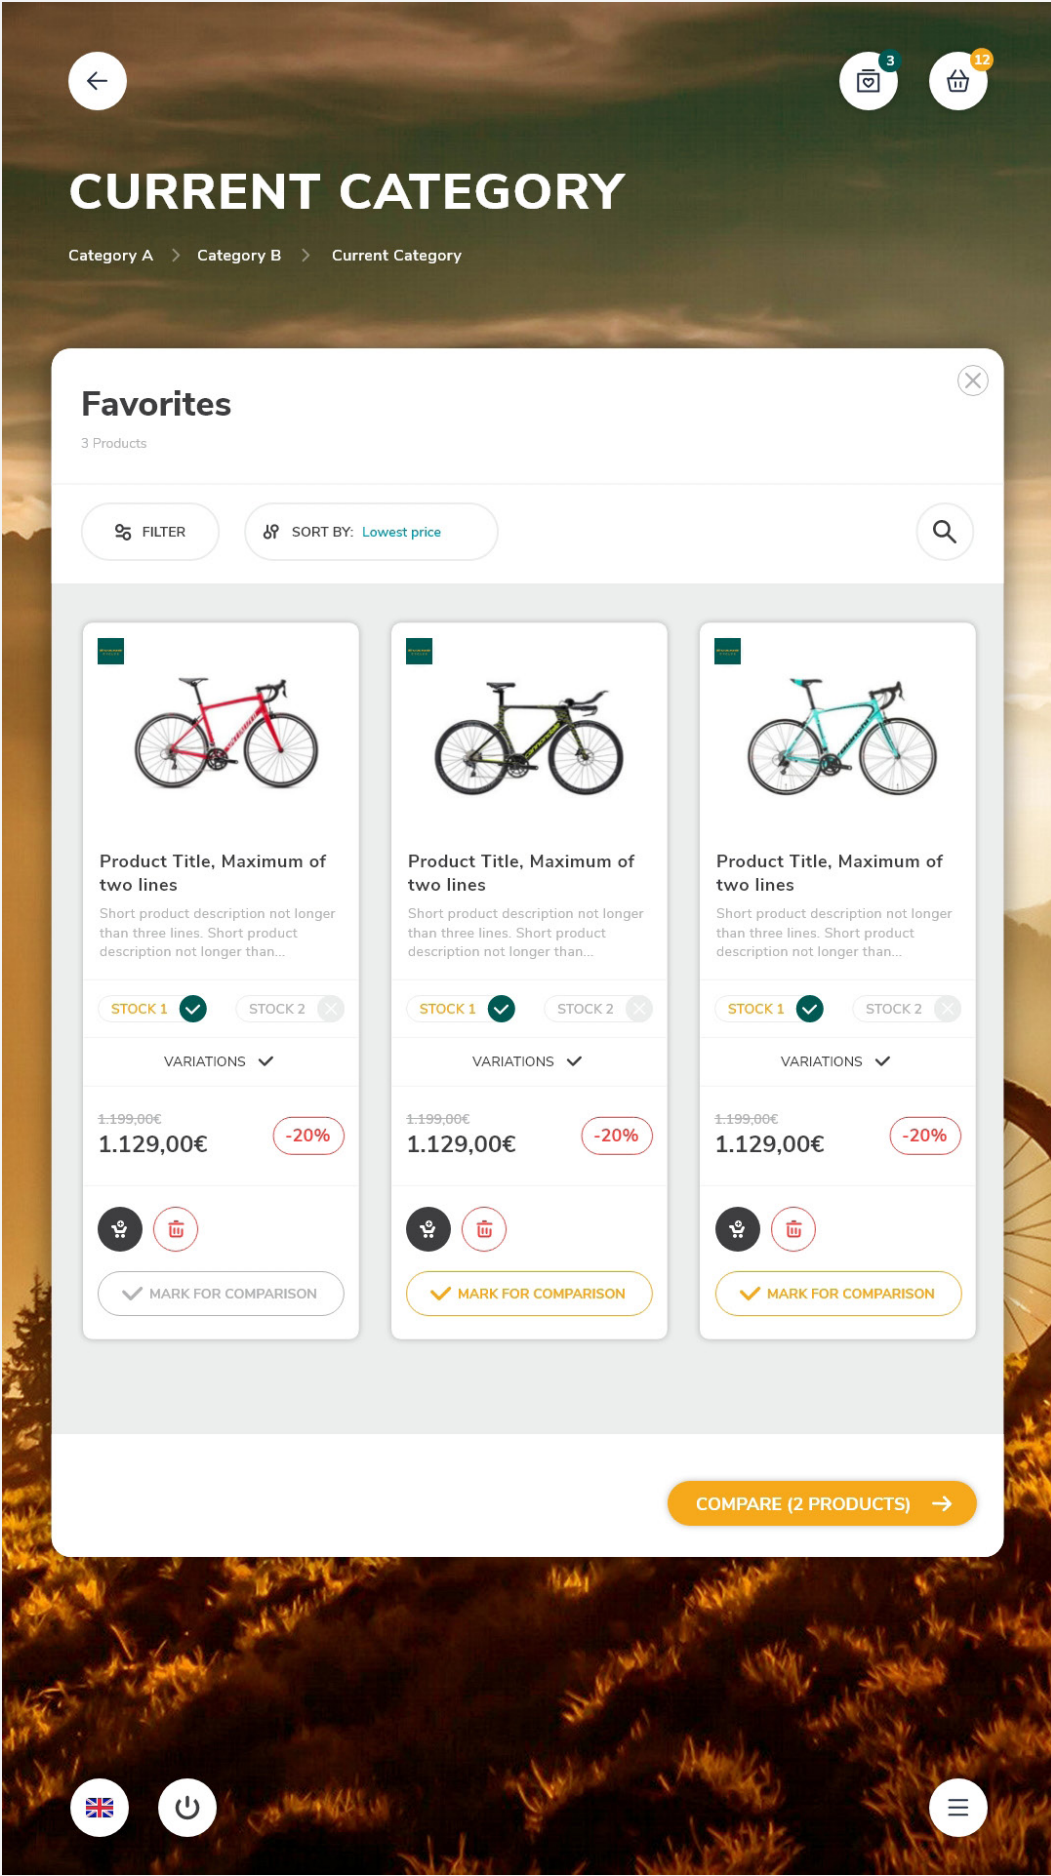 3
12
CURRENT CATEGORY
Category A
Category B
Current Category
Favorites
3 Products
FILTER
SORT BY: Lowest price
Product Title, Maximum of
two lines
Short product description not longer
than three lines. Short product
description not longer than...
STOCK 1
STOCK 2
VARIATIONS
1.199,00€
1.129,00€
-20%
MARK FOR COMPARISON
Product Title, Maximum of
two lines
Short product description not longer
than three lines. Short product
description not longer than...
STOCK 1
STOCK 2
VARIATIONS
1.199,00€
1.129,00€
-20%
MARK FOR COMPARISON
Product Title, Maximum of
two lines
Short product description not longer
than three lines. Short product
description not longer than...
STOCK 1
STOCK 2
VARIATIONS
1.199,00€
1.129,00€
-20%
MARK FOR COMPARISON
COMPARE (2 PRODUCTS)